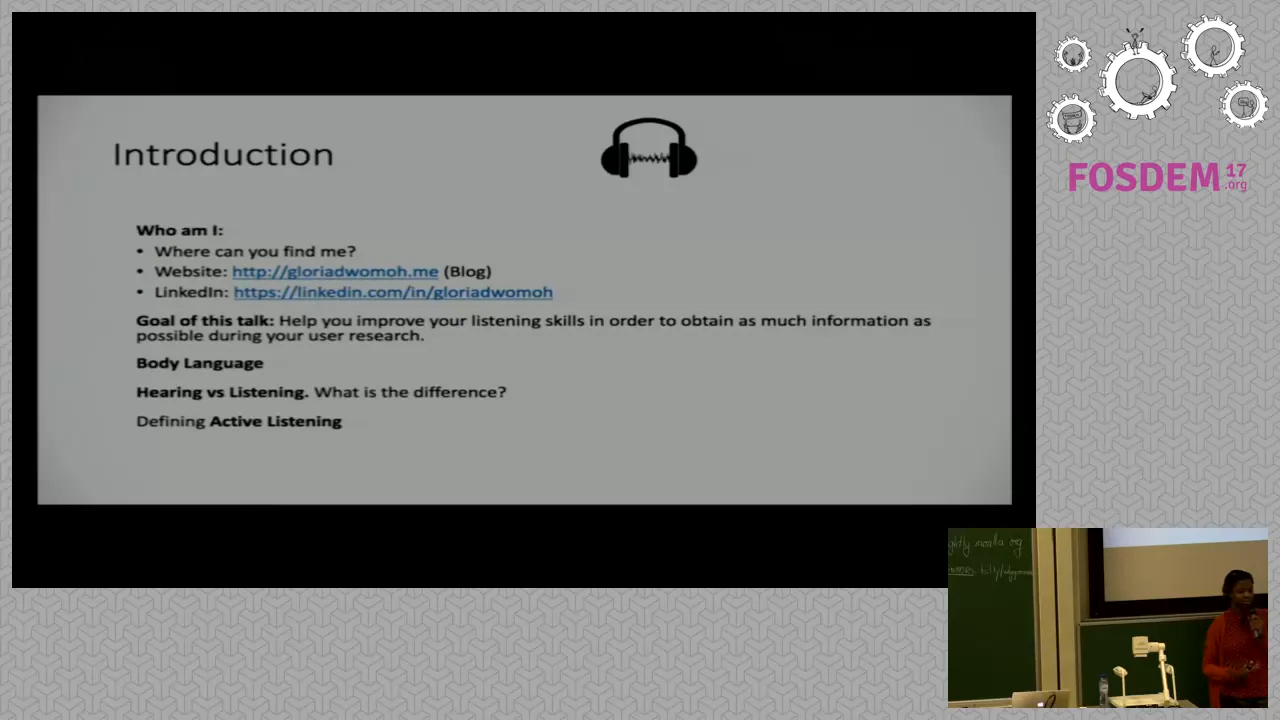 Introduction
Who am I:
• Where can you find me?
• Website: http://gloriadwomoh.me (Blog)
• LinkedIn: https://linkedin.com/in/gloriadwomoh
Goal of this talk: Help you improve your listening skills in order to obtain as much information as
possible during your user research.
Body Language
Hearing vs Listening. What is the difference?
Defining Active Listening
FOSDEM 17
.org